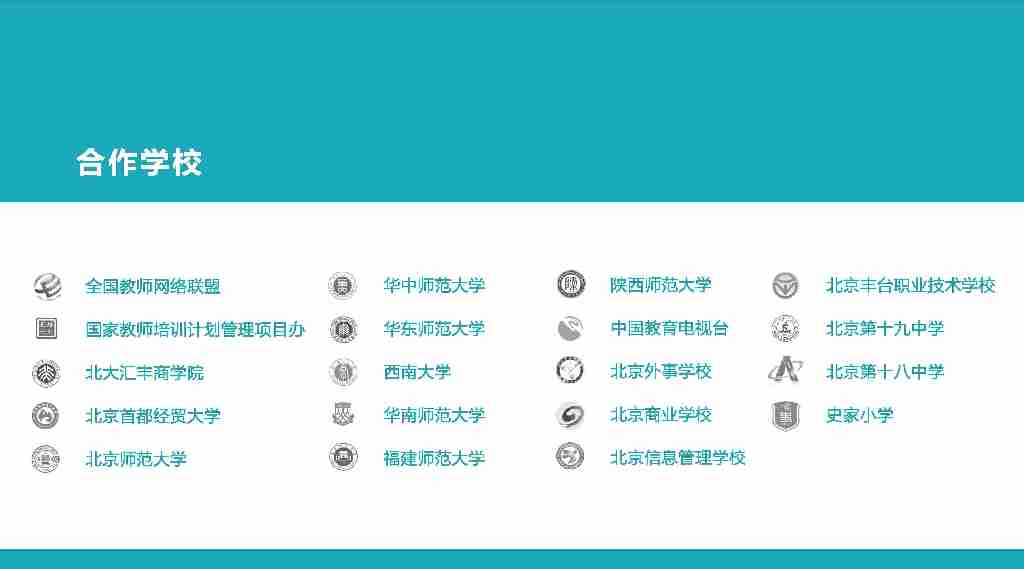 合作学校
全国教师网络联盟
国家教师培训计划管理项目办
北大汇丰商学院
北京首都经贸大学
北京师范大学
华中师范大学
华东师范大学
西南大学
华南师范大学
福建师范大学
陕西师范大学
中国教育电视台
北京外事学校
北京商业学校
北京信息管理学校
北京丰台职业技术学校
北京第十九中学
北京第十八中学
史家小学